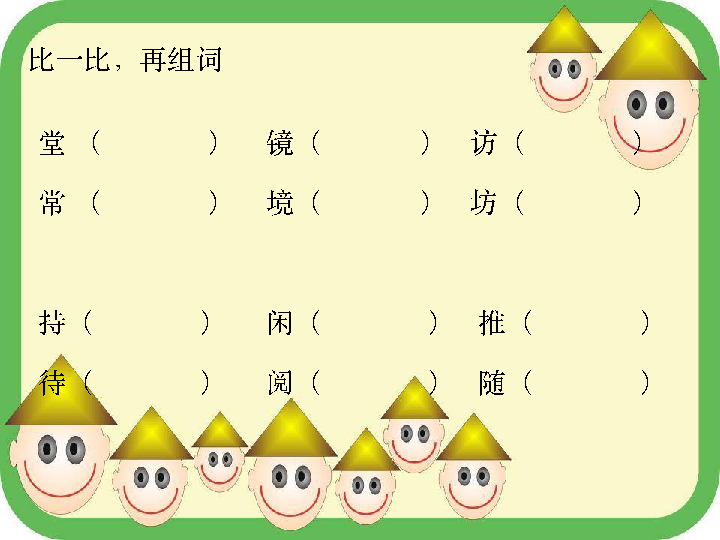 比一比，再组词
堂（ ） 镜（ ） 访（ ）
常（ ） 境（ ） 坊（ ）
持（ ） 闲（ ） 推（ ）
待（ ） 阅（ ） 随（ ）